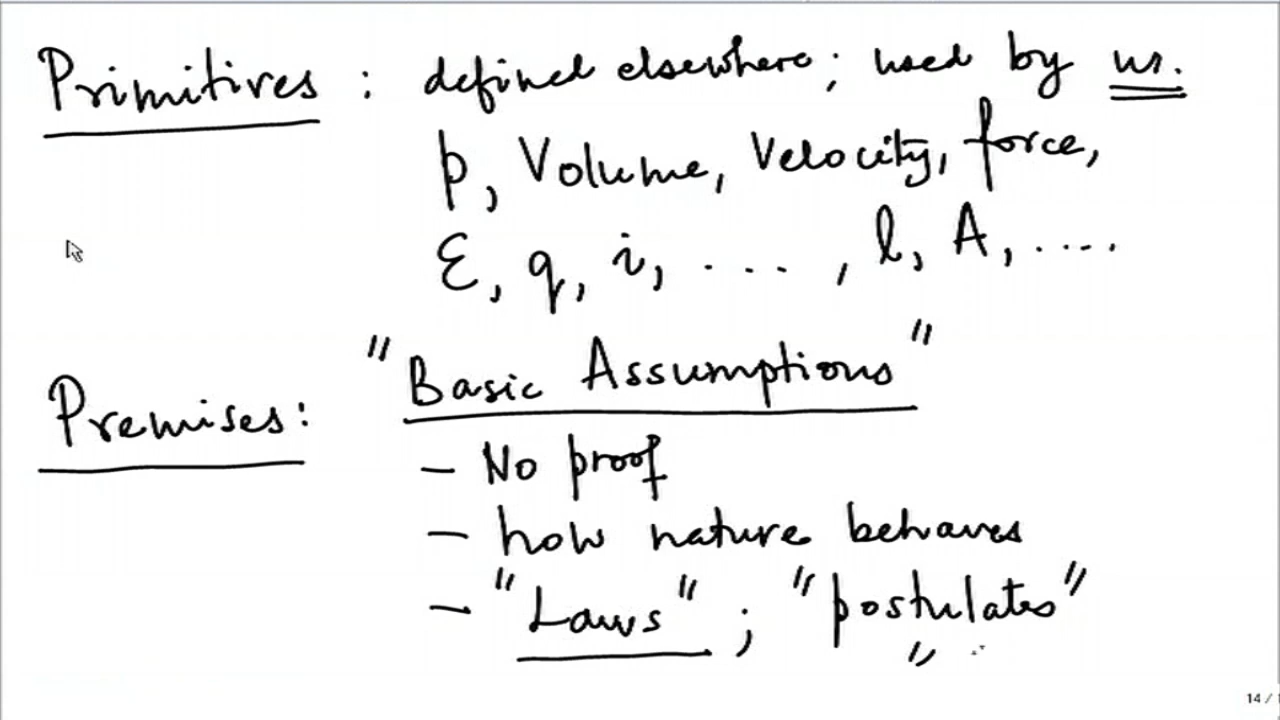 Primitives : defined elsewhere; used by us.
p, Volume, Velocity, force,
ℰ, q, i, . . . . , l, A, ....
"Basic Assumptions"
Premises:
- No proof
- how nature behaves
- "Laws" ; "postulates"
"
14 /